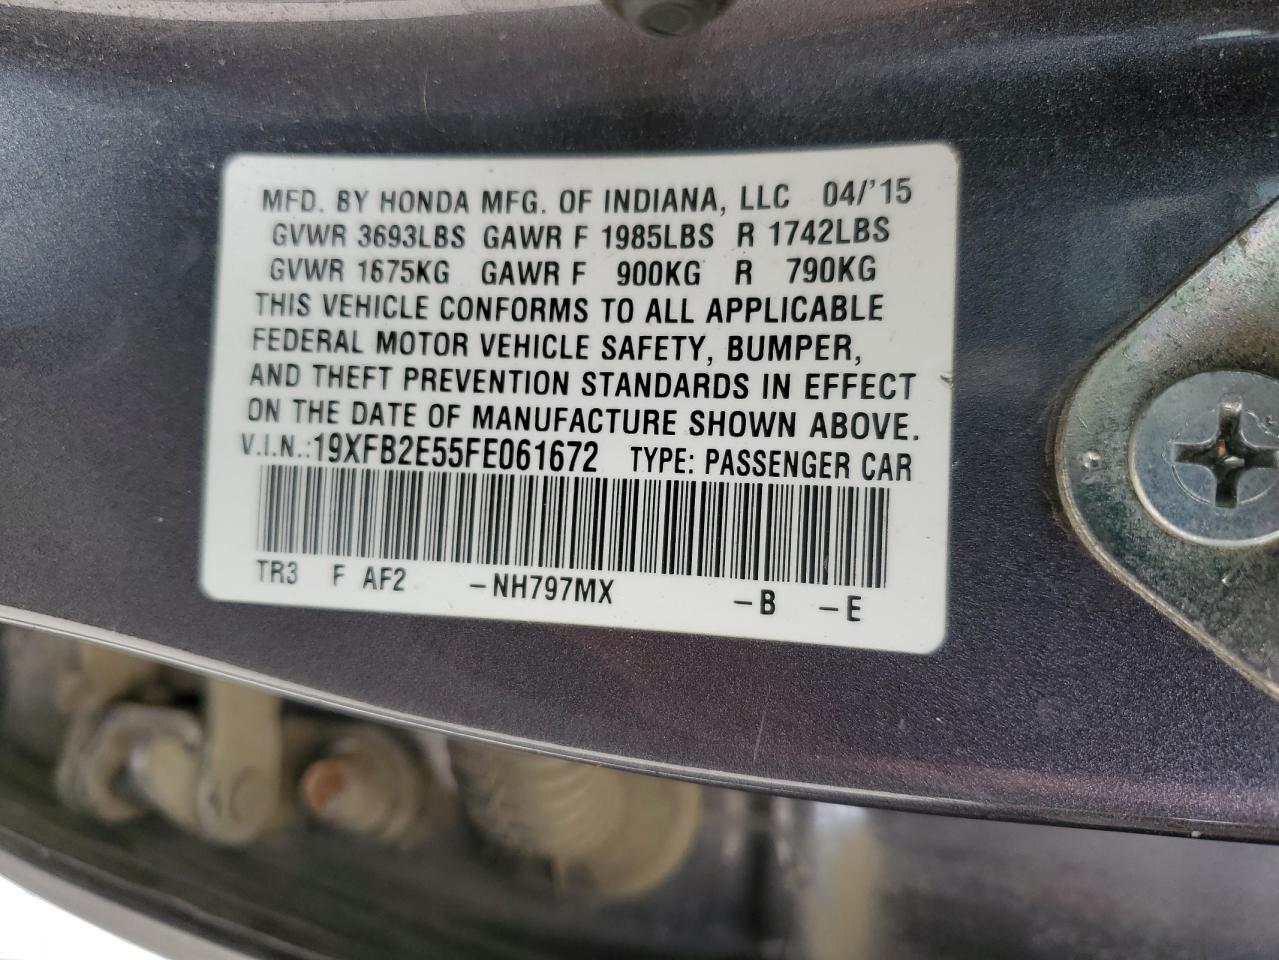 MFD. BY HONDA MFG. OF INDIANA, LLC 04/'15
GVWR 3693LBS GAWR F 1985LBS R 1742LBS
GVWR 1675KG GAWR F 900KG R 790KG
THIS VEHICLE CONFORMS TO ALL APPLICABLE
FEDERAL MOTOR VEHICLE SAFETY, BUMPER,
AND THEFT PREVENTION STANDARDS IN EFFECT
ON THE DATE OF MANUFACTURE SHOWN ABOVE.
V.I.N.:19XFB2E55FE061672 TYPE: PASSENGER CAR
TR3 F AF2 -NH797MX -B -E